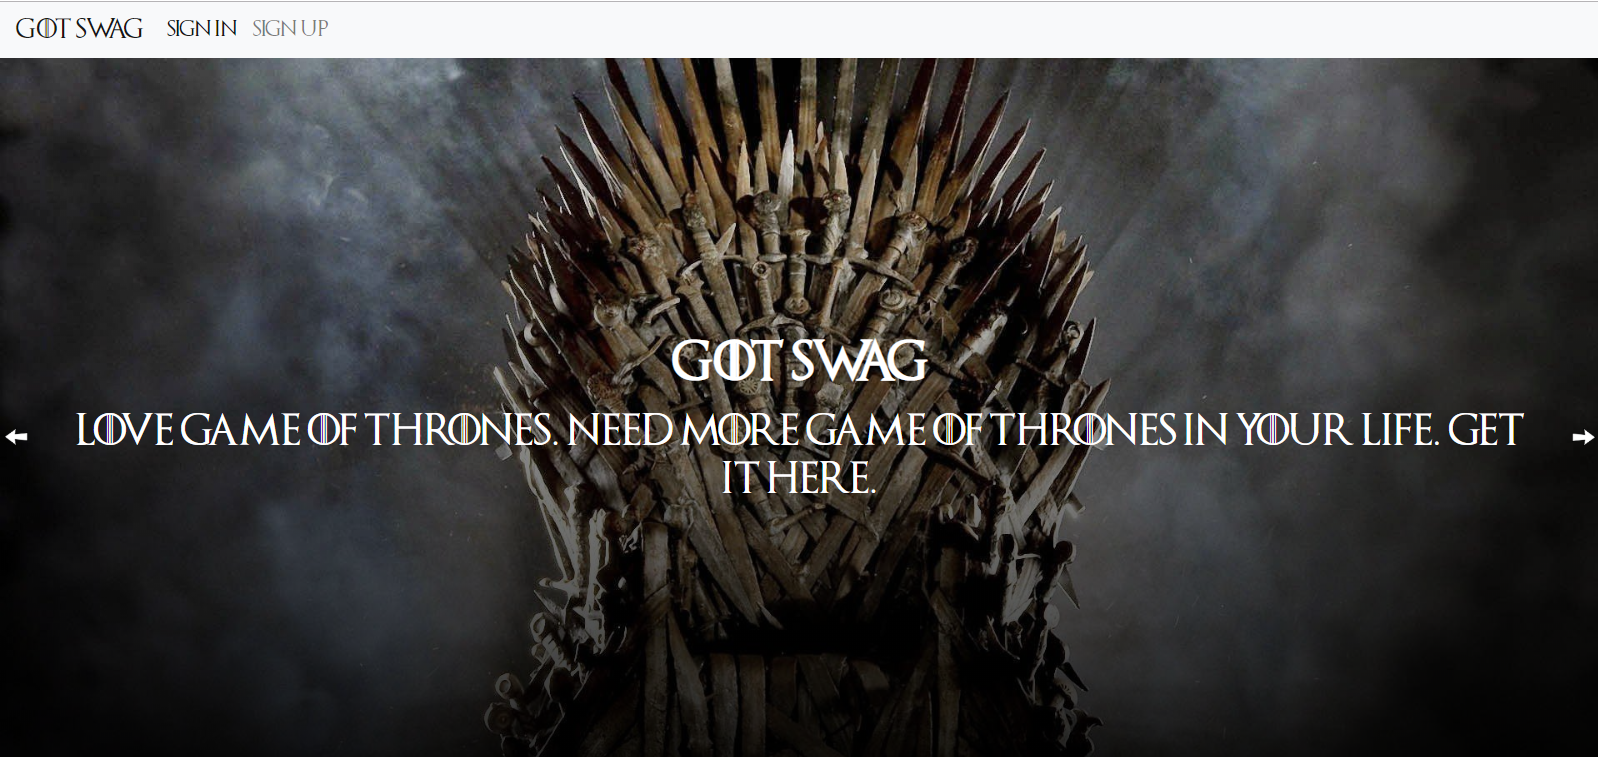 GOT SWAG SIGN IN SIGN UP
GOT SWAG
LOVE GAME OF THRONES. NEED MORE GAME OF THRONES IN YOUR LIFE. GET
IT HERE.